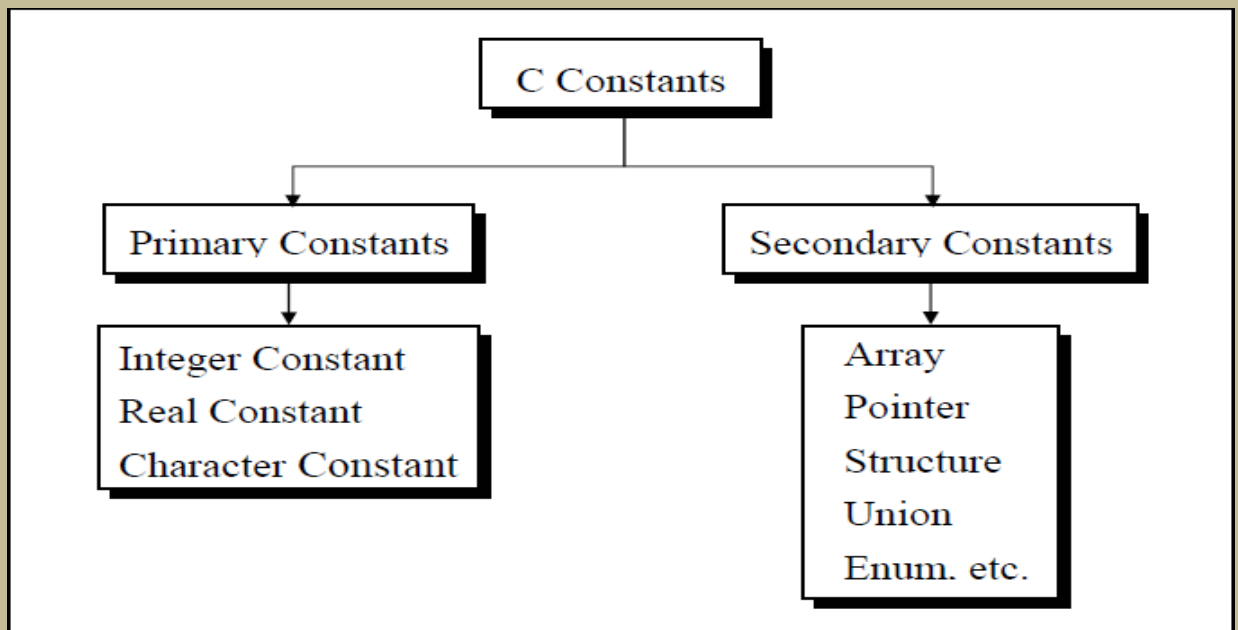 C Constants
Primary Constants
Secondary Constants
Integer Constant
Real Constant
Character Constant
Array
Pointer
Structure
Union
Enum. etc.